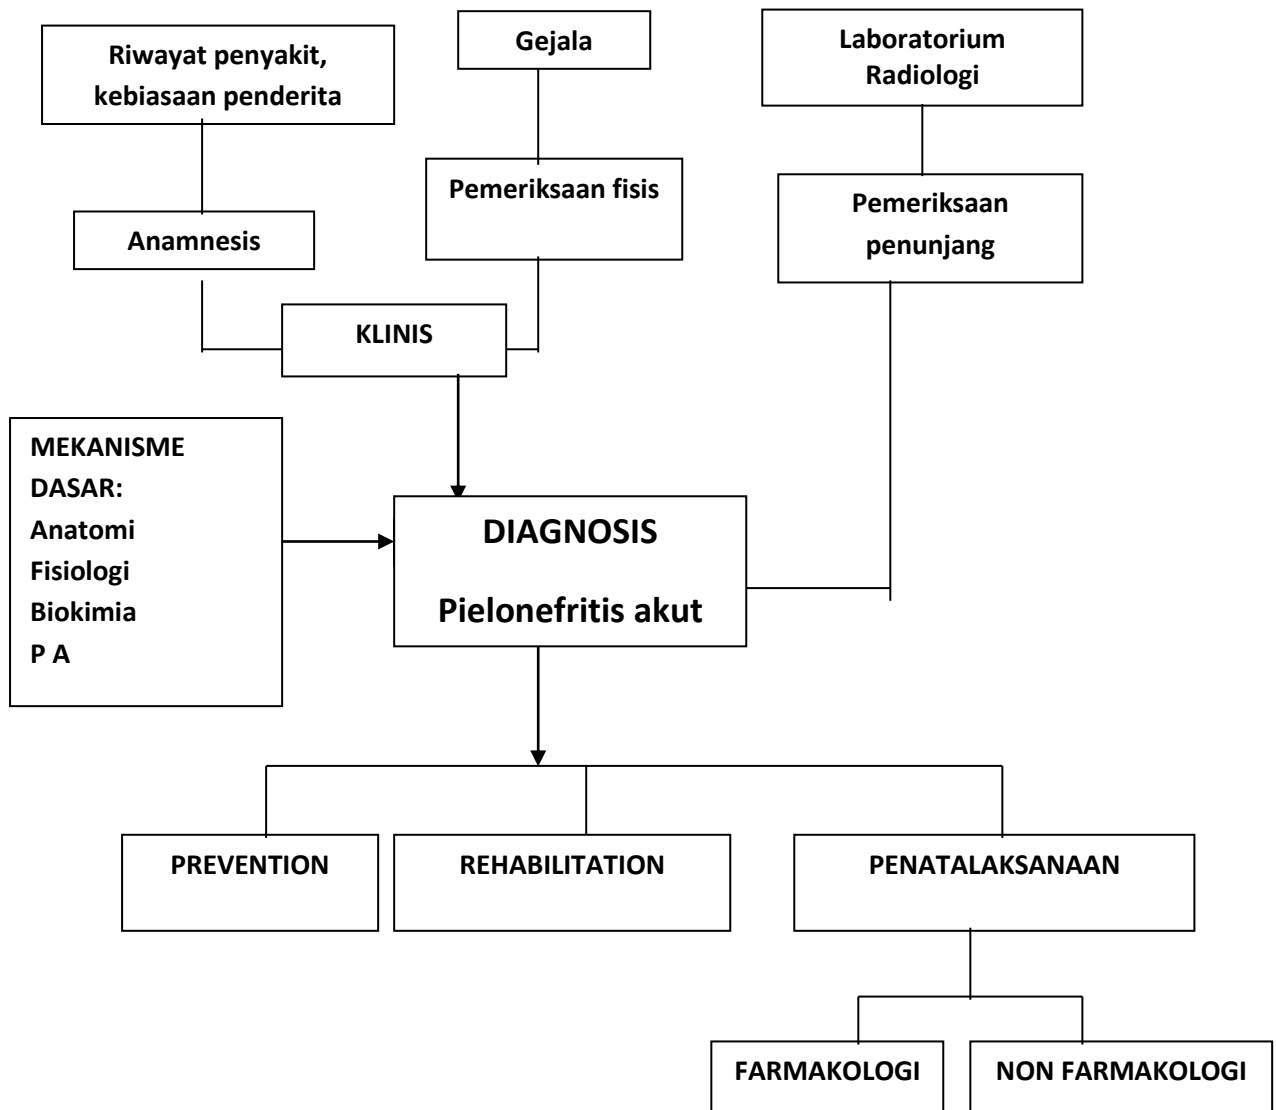 Riwayat penyakit,
kebiasaan penderita
Gejala
Laboratorium
Radiologi
Anamnesis
Pemeriksaan fisis
Pemeriksaan
penunjang
KLINIS
MEKANISME
DASAR:
Anatomi
Fisiologi
Biokimia
P A
DIAGNOSIS
Pielonefritis akut
PREVENTION
REHABILITATION
PENATALAKSANAAN
FARMAKOLOGI
NON FARMAKOLOGI